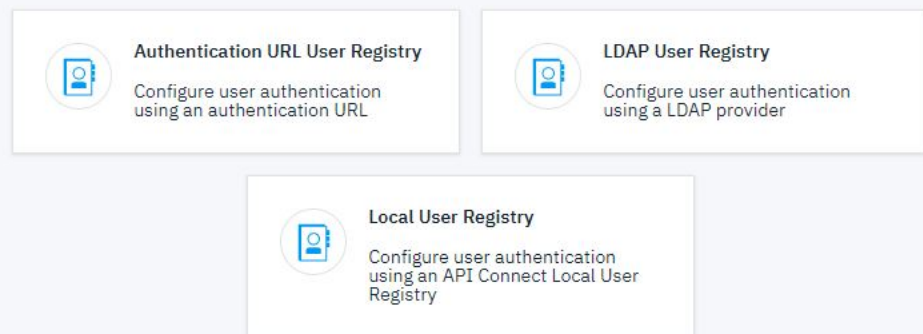 Authentication URL User Registry
Configure user authentication
using an authentication URL
LDAP User Registry
Configure user authentication
using a LDAP provider
Local User Registry
Configure user authentication
using an API Connect Local User
Registry